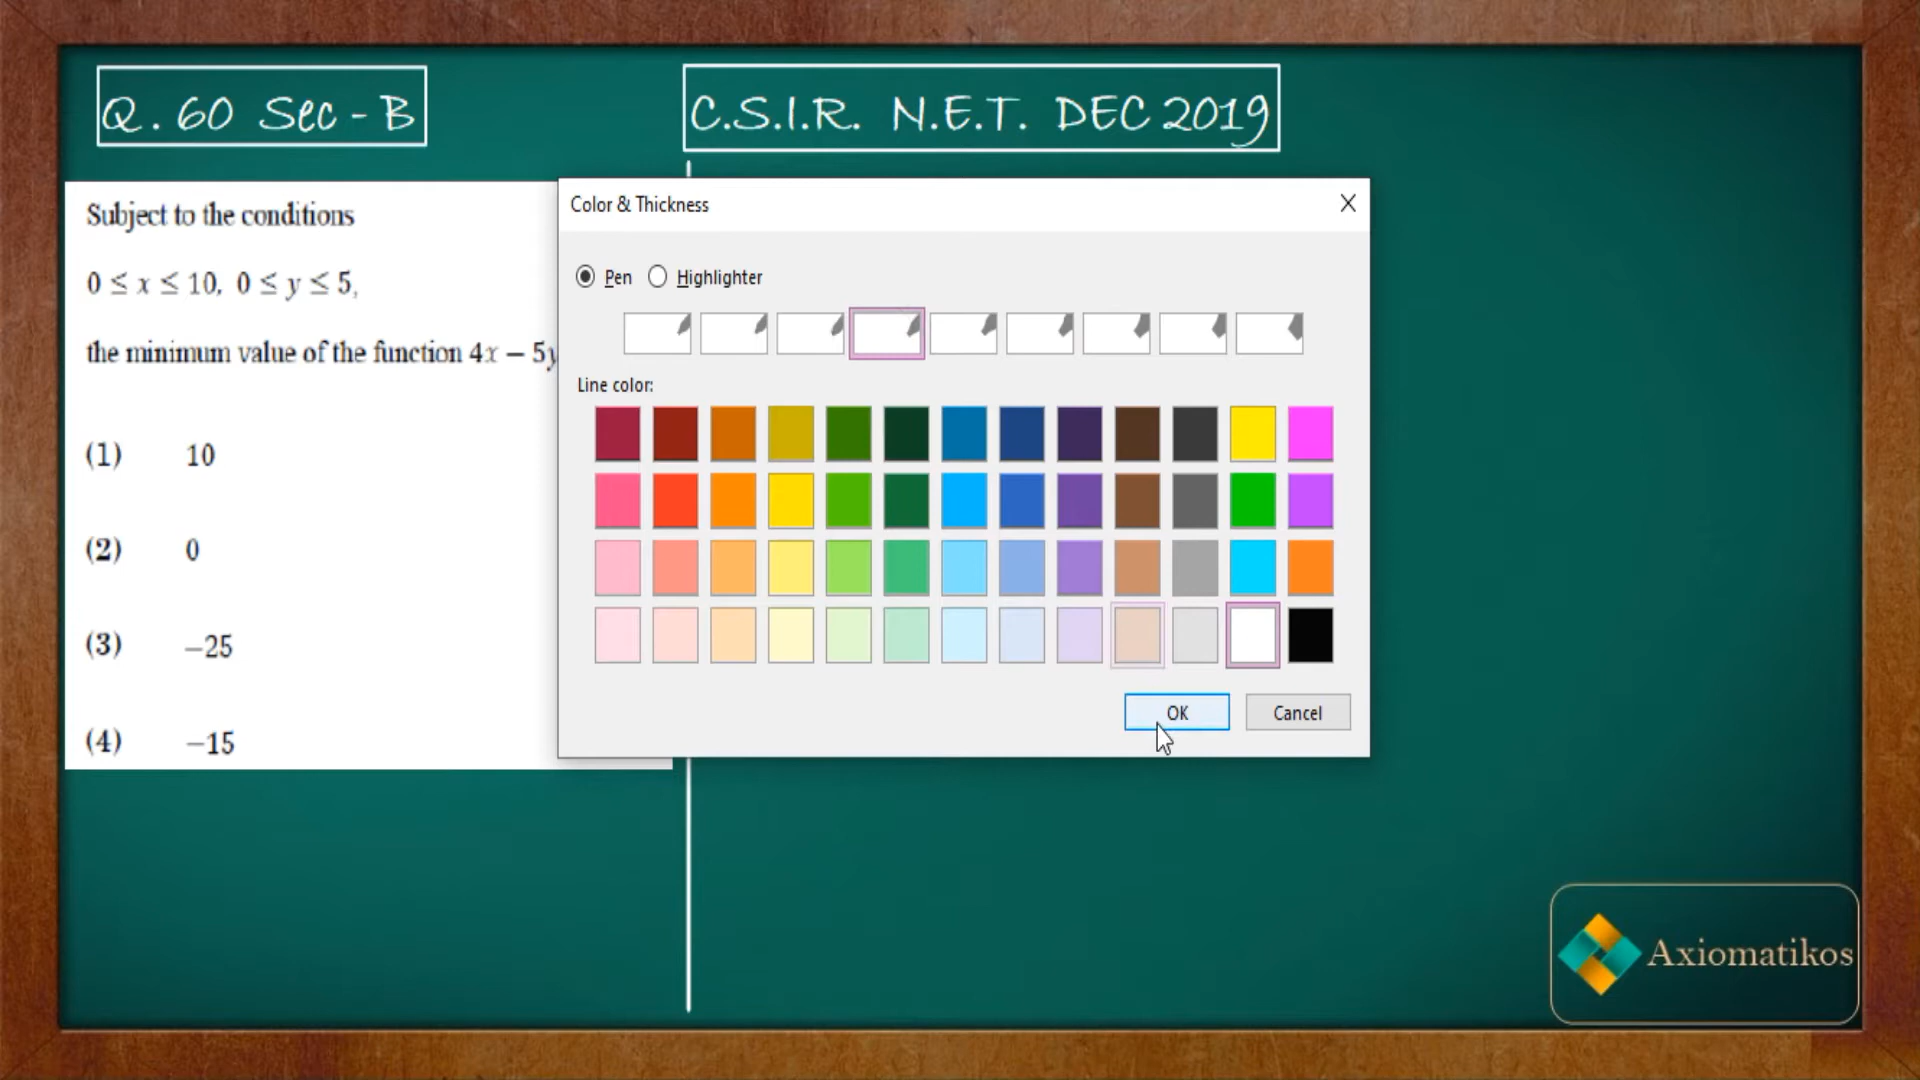 Q. 60 Sec - B
C.S.I.R. N.E.T. DEC 2019
Subject to the conditions
0 ≤ x ≤ 10, 0 ≤ y ≤ 5,
the minimum value of the function 4x − 5y
(1) 10
(2) 0
(3) −25
(4) −15
Color & Thickness
Pen
Highlighter
Line color:
OK
Cancel
Axiomatikos